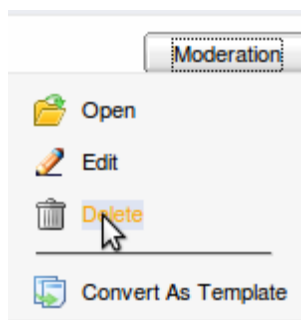 Moderation
Open
Edit
Delete
Convert As Template